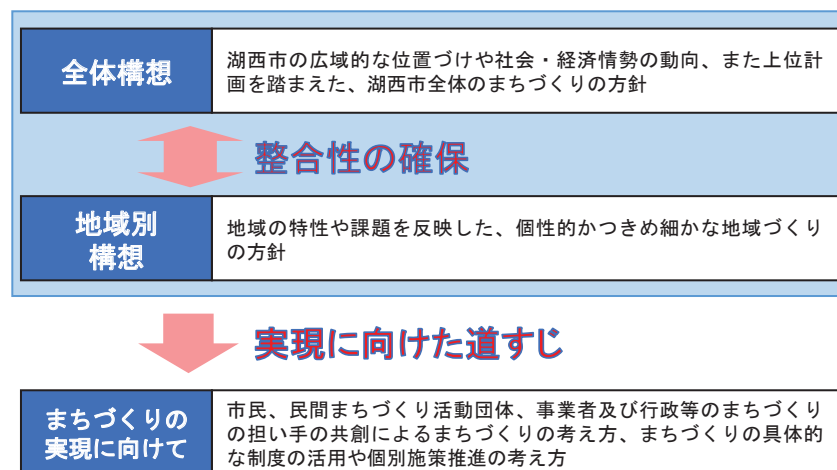 全体構想
湖西市の広域的な位置づけや社会・経済情勢の動向、また上位計
画を踏まえた、湖西市全体のまちづくりの方針
整合性の確保
地域別
構想
地域の特性や課題を反映した、個性的かつきめ細かな地域づくり
の方針
実現に向けた道すじ
まちづくりの
実現に向けて
市民、民間まちづくり活動団体、事業者及び行政等のまちづくり
の担い手の共創によるまちづくりの考え方、まちづくりの具体的
な制度の活用や個別施策推進の考え方